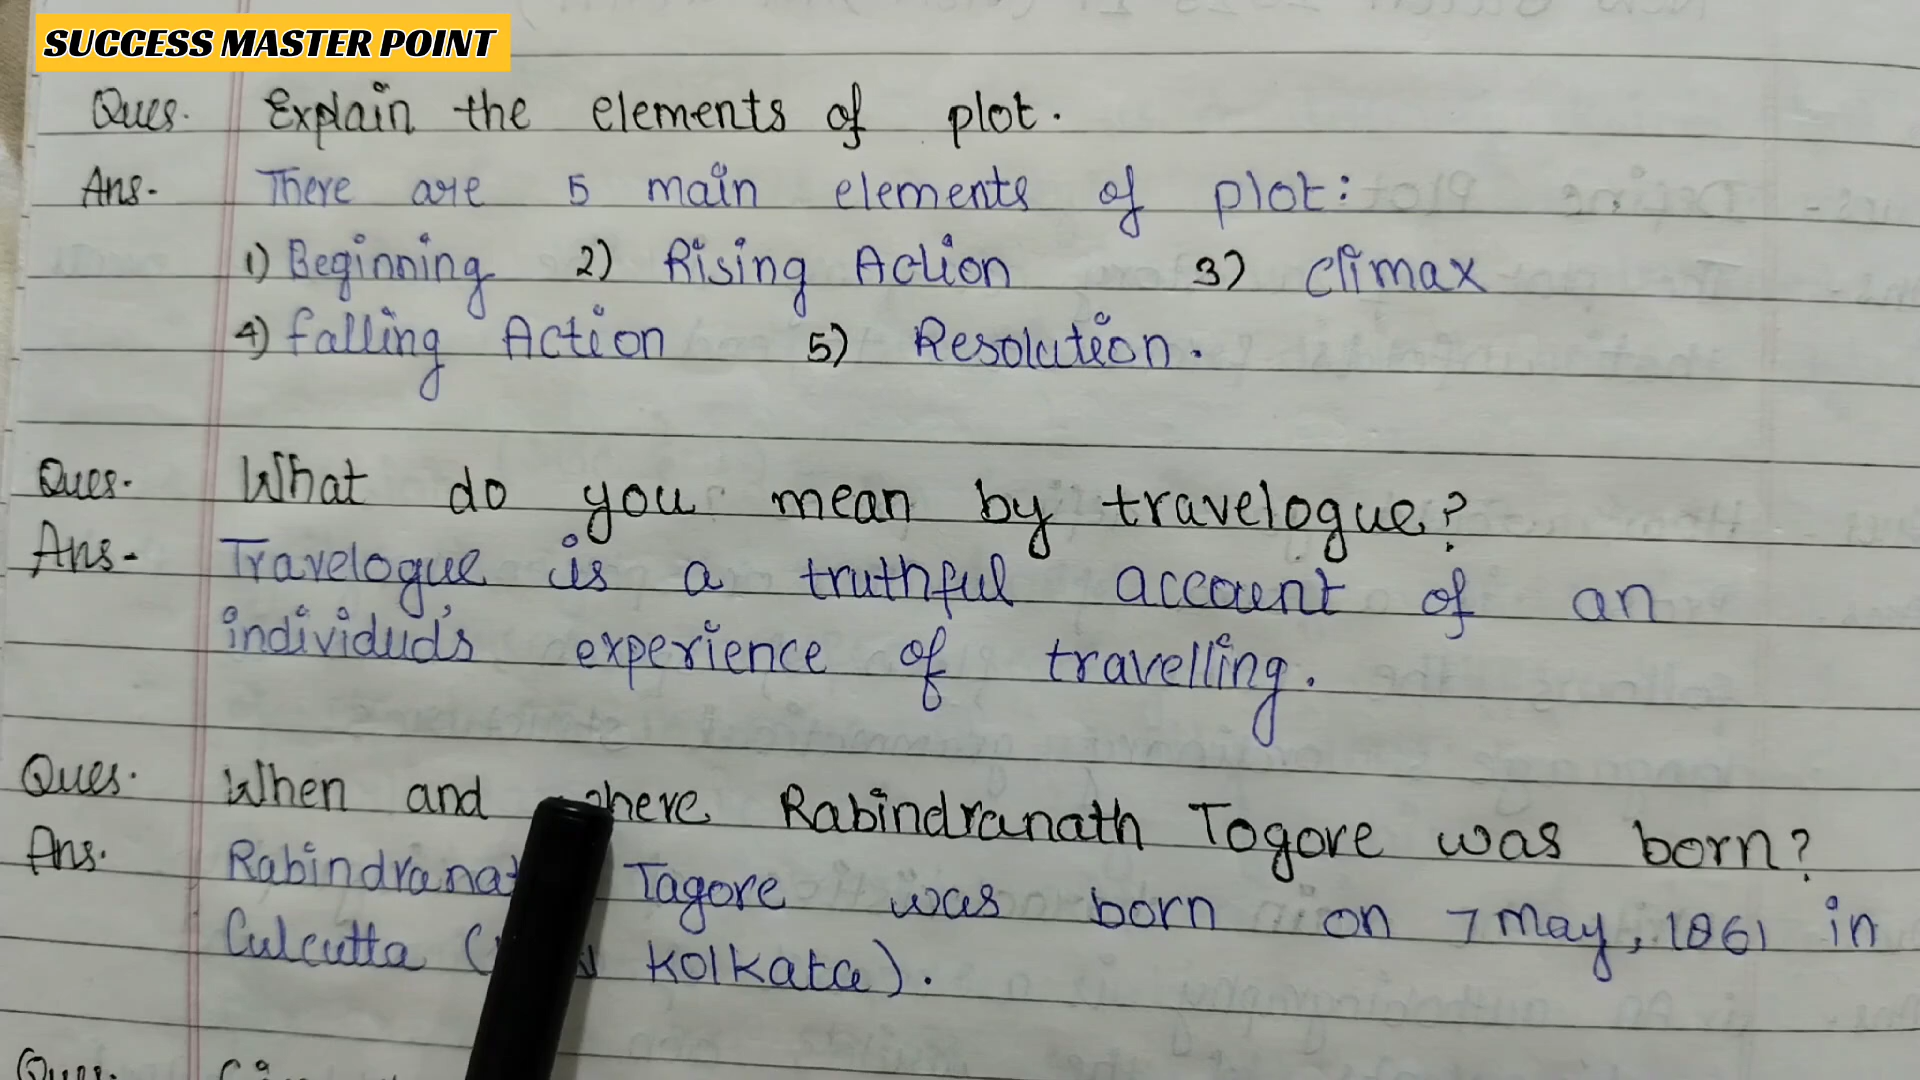 SUCCESS MASTER POINT
Ques. Explain the elements of plot.
Ans- There are 5 main elements of plot:
1) Beginning 2) Rising Action 3) Climax
4) Falling Action 5) Resolution.
Ques. What do you mean by travelogue?
Ans- Travelogue is a truthful account of an
individud's experience of travelling.
Ques. When and where Rabindranath Togore was born?
Ans. Rabindranat Tagore was born on 7 May, 1861 in
Culcutta ( Kolkata).
Ques.